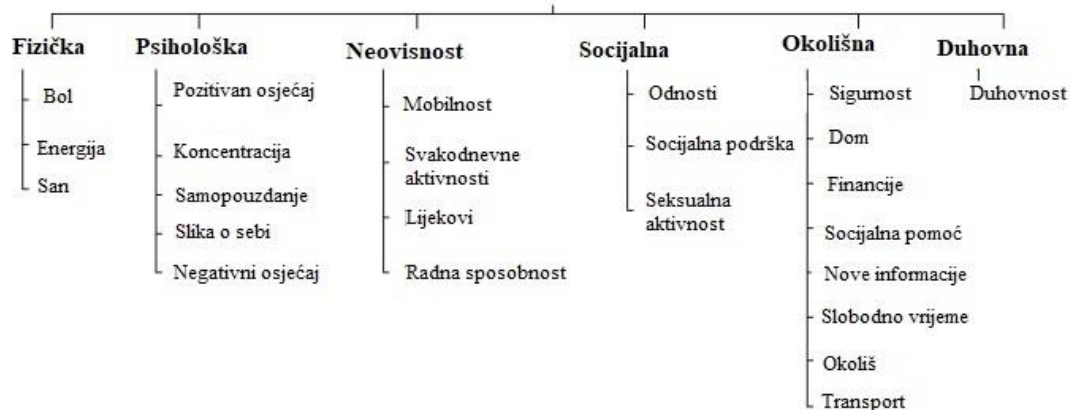 Fizička
Bol
Energija
San
Psihološka
Pozitivan osjećaj
Koncentracija
Samopouzdanje
Slika o sebi
Negativni osjećaj
Neovisnost
Mobilnost
Svakodnevne
aktivnosti
Lijekovi
Radna sposobnost
Socijalna
Odnosti
Socijalna podrška
Seksualna
aktivnost
Okolišna
Sigurnost
Dom
Financije
Socijalna pomoć
Nove informacije
Slobodno vrijeme
Okoliš
Transport
Duhovna
Duhovnost